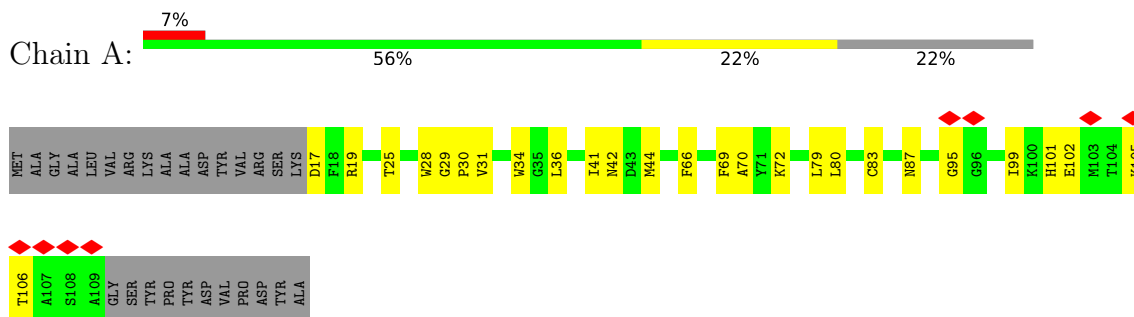 7%
Chain A:
56% 22% 22%
MET ALA GLY ALA LEU VAL ARG LYS ALA ALA ASP TYR VAL ARG SER LYS D17 F18 R19 T25 W28 G29 P30 V31 W34 G35 L36 I41 N42 D43 M44 F66 F69 A70 Y71 K72 L79 L80 C83 N87 G95 G96 I99 K100 H101 E102 M103 T104
T106 A107 S108 A109 GLY SER TYR PRO TYR ASP VAL PRO ASP TYR ALA